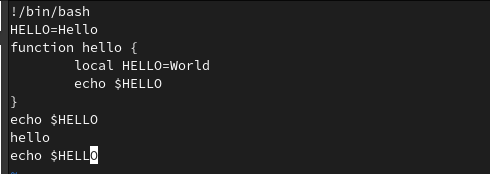 !/bin/bash
HELLO=Hello
function hello {
        local HELLO=World
        echo $HELLO
}
echo $HELLO
hello
echo $HELLO
~